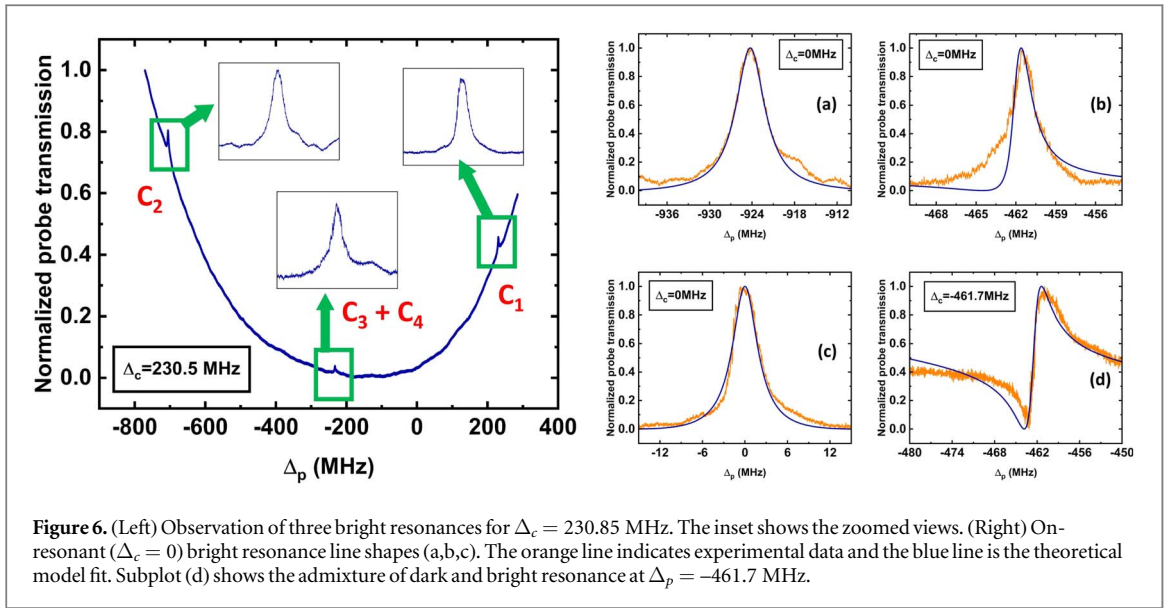 Normalized probe transmission
1.0
0.8
0.6
0.4
0.2
0.0
C2
C3 + C4
C1
Δc=230.5 MHz
-800 -600 -400 -200 0 200 400
Δp (MHz)
Normalized probe transmission
1.0
0.8
0.6
0.4
0.2
0.0
Δc=0MHz
(a)
-936 -930 -924 -918 -912
Δp (MHz)
Normalized probe transmission
1.0
0.8
0.6
0.4
0.2
0.0
Δc=0MHz
(b)
-468 -465 -462 -459 -456
Δp (MHz)
Normalized probe transmission
1.0
0.8
0.6
0.4
0.2
0.0
Δc=0MHz
(c)
-12 -6 0 6 12
Δp (MHz)
Normalized probe transmission
1.0
0.8
0.6
0.4
0.2
0.0
Δc=-461.7MHz
(d)
-480 -474 -468 -462 -456 -450
Δp (MHz)
Figure 6. (Left) Observation of three bright resonances for Δc = 230.85 MHz. The inset shows the zoomed views. (Right) On-
resonant (Δc = 0) bright resonance line shapes (a,b,c). The orange line indicates experimental data and the blue line is the theoretical
model fit. Subplot (d) shows the admixture of dark and bright resonance at Δp = –461.7 MHz.